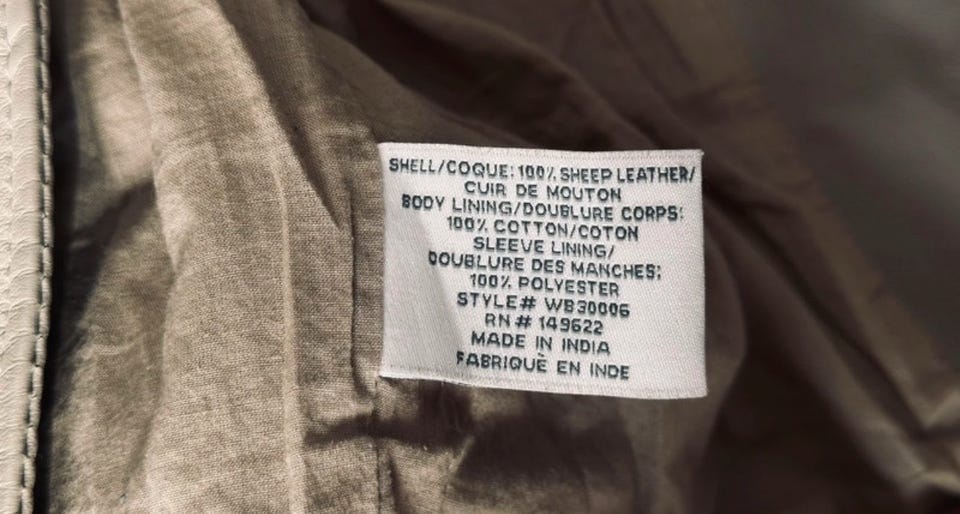 SHELL/COQUE: 100% SHEEP LEATHER/
CUIR DE MOUTON
BODY LINING/DOUBLURE CORPS:
100% COTTON/COTON
SLEEVE LINING/
DOUBLURE DES MANCHES:
100% POLYESTER
STYLE# WB30006
RN# 149622
MADE IN INDIA
FABRIQUÈ EN INDE